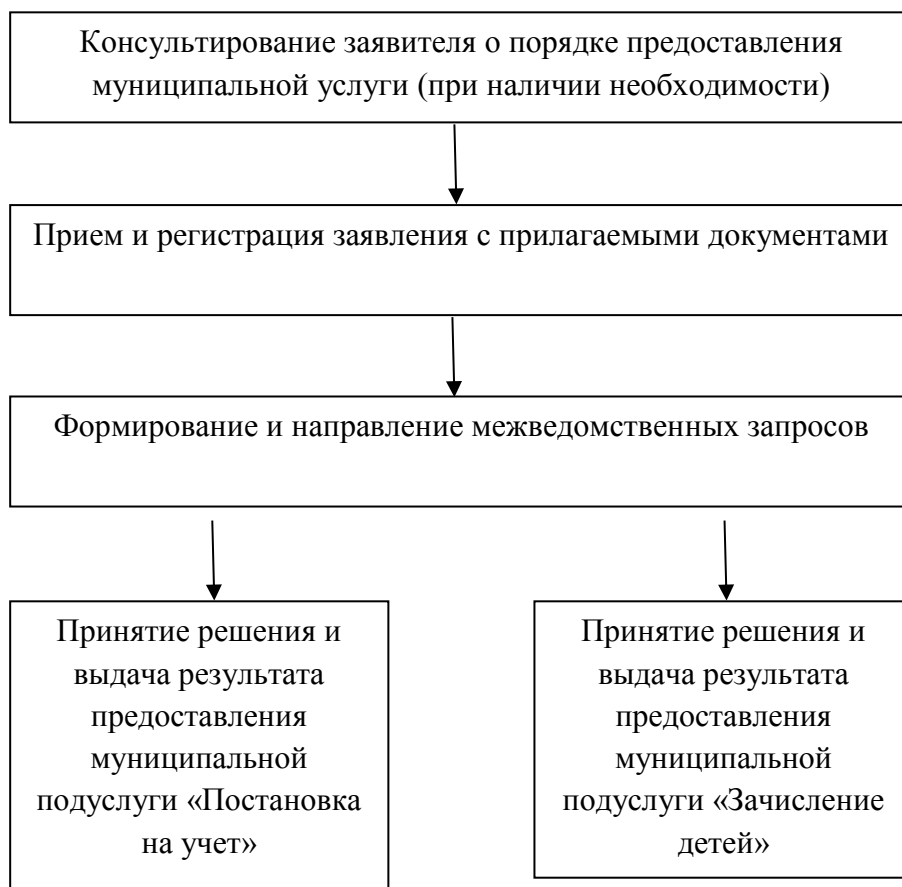 Консультирование заявителя о порядке предоставления
муниципальной услуги (при наличии необходимости)
Прием и регистрация заявления с прилагаемыми документами
Формирование и направление межведомственных запросов
Принятие решения и
выдача результата
предоставления
муниципальной
подуслуги «Постановка
на учет»
Принятие решения и
выдача результата
предоставления
муниципальной
подуслуги «Зачисление
детей»